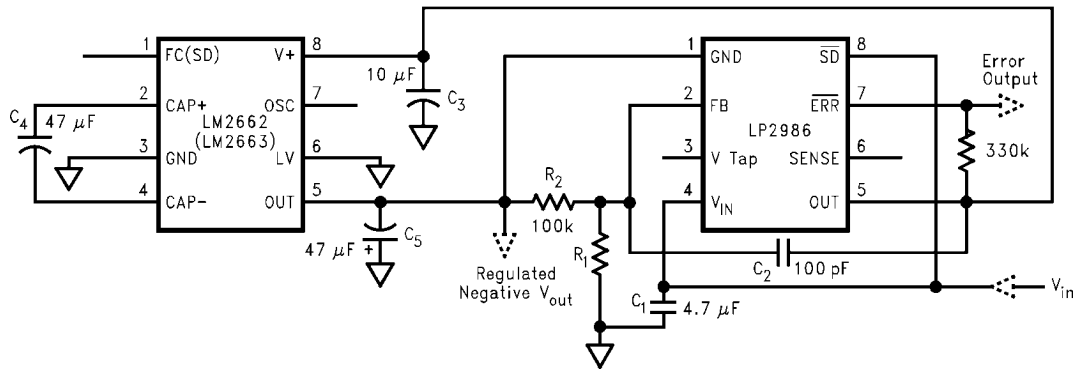 1 FC(SD) V+ 8
2 CAP+ OSC 7
LM2662
(LM2663)
3 GND LV 6
4 CAP- OUT 5
C4 47 µF
10 µF C3
47 µF + C5
Regulated
Negative Vout
R2
100k
R1
C1 4.7 µF
1 GND SD 8
2 FB ERR 7
LP2986
3 V Tap SENSE 6
4 VIN OUT 5
C2 100 pF
Error
Output
330k
Vin